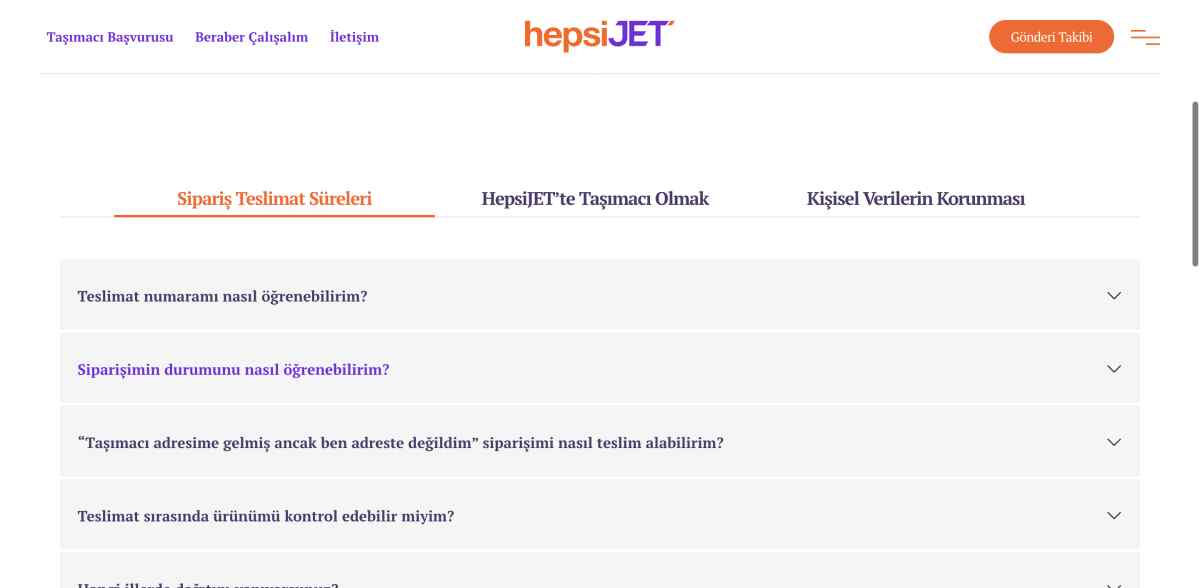 Taşımacı Başvurusu Beraber Çalışalım İletişim hepsiJET Gönderi Takibi
Sipariş Teslimat Süreleri HepsiJET'te Taşımacı Olmak Kişisel Verilerin Korunması
Teslimat numaramı nasıl öğrenebilirim?
Siparişimin durumunu nasıl öğrenebilirim?
“Taşımacı adresime gelmiş ancak ben adreste değildim” siparişimi nasıl teslim alabilirim?
Teslimat sırasında ürünümü kontrol edebilir miyim?